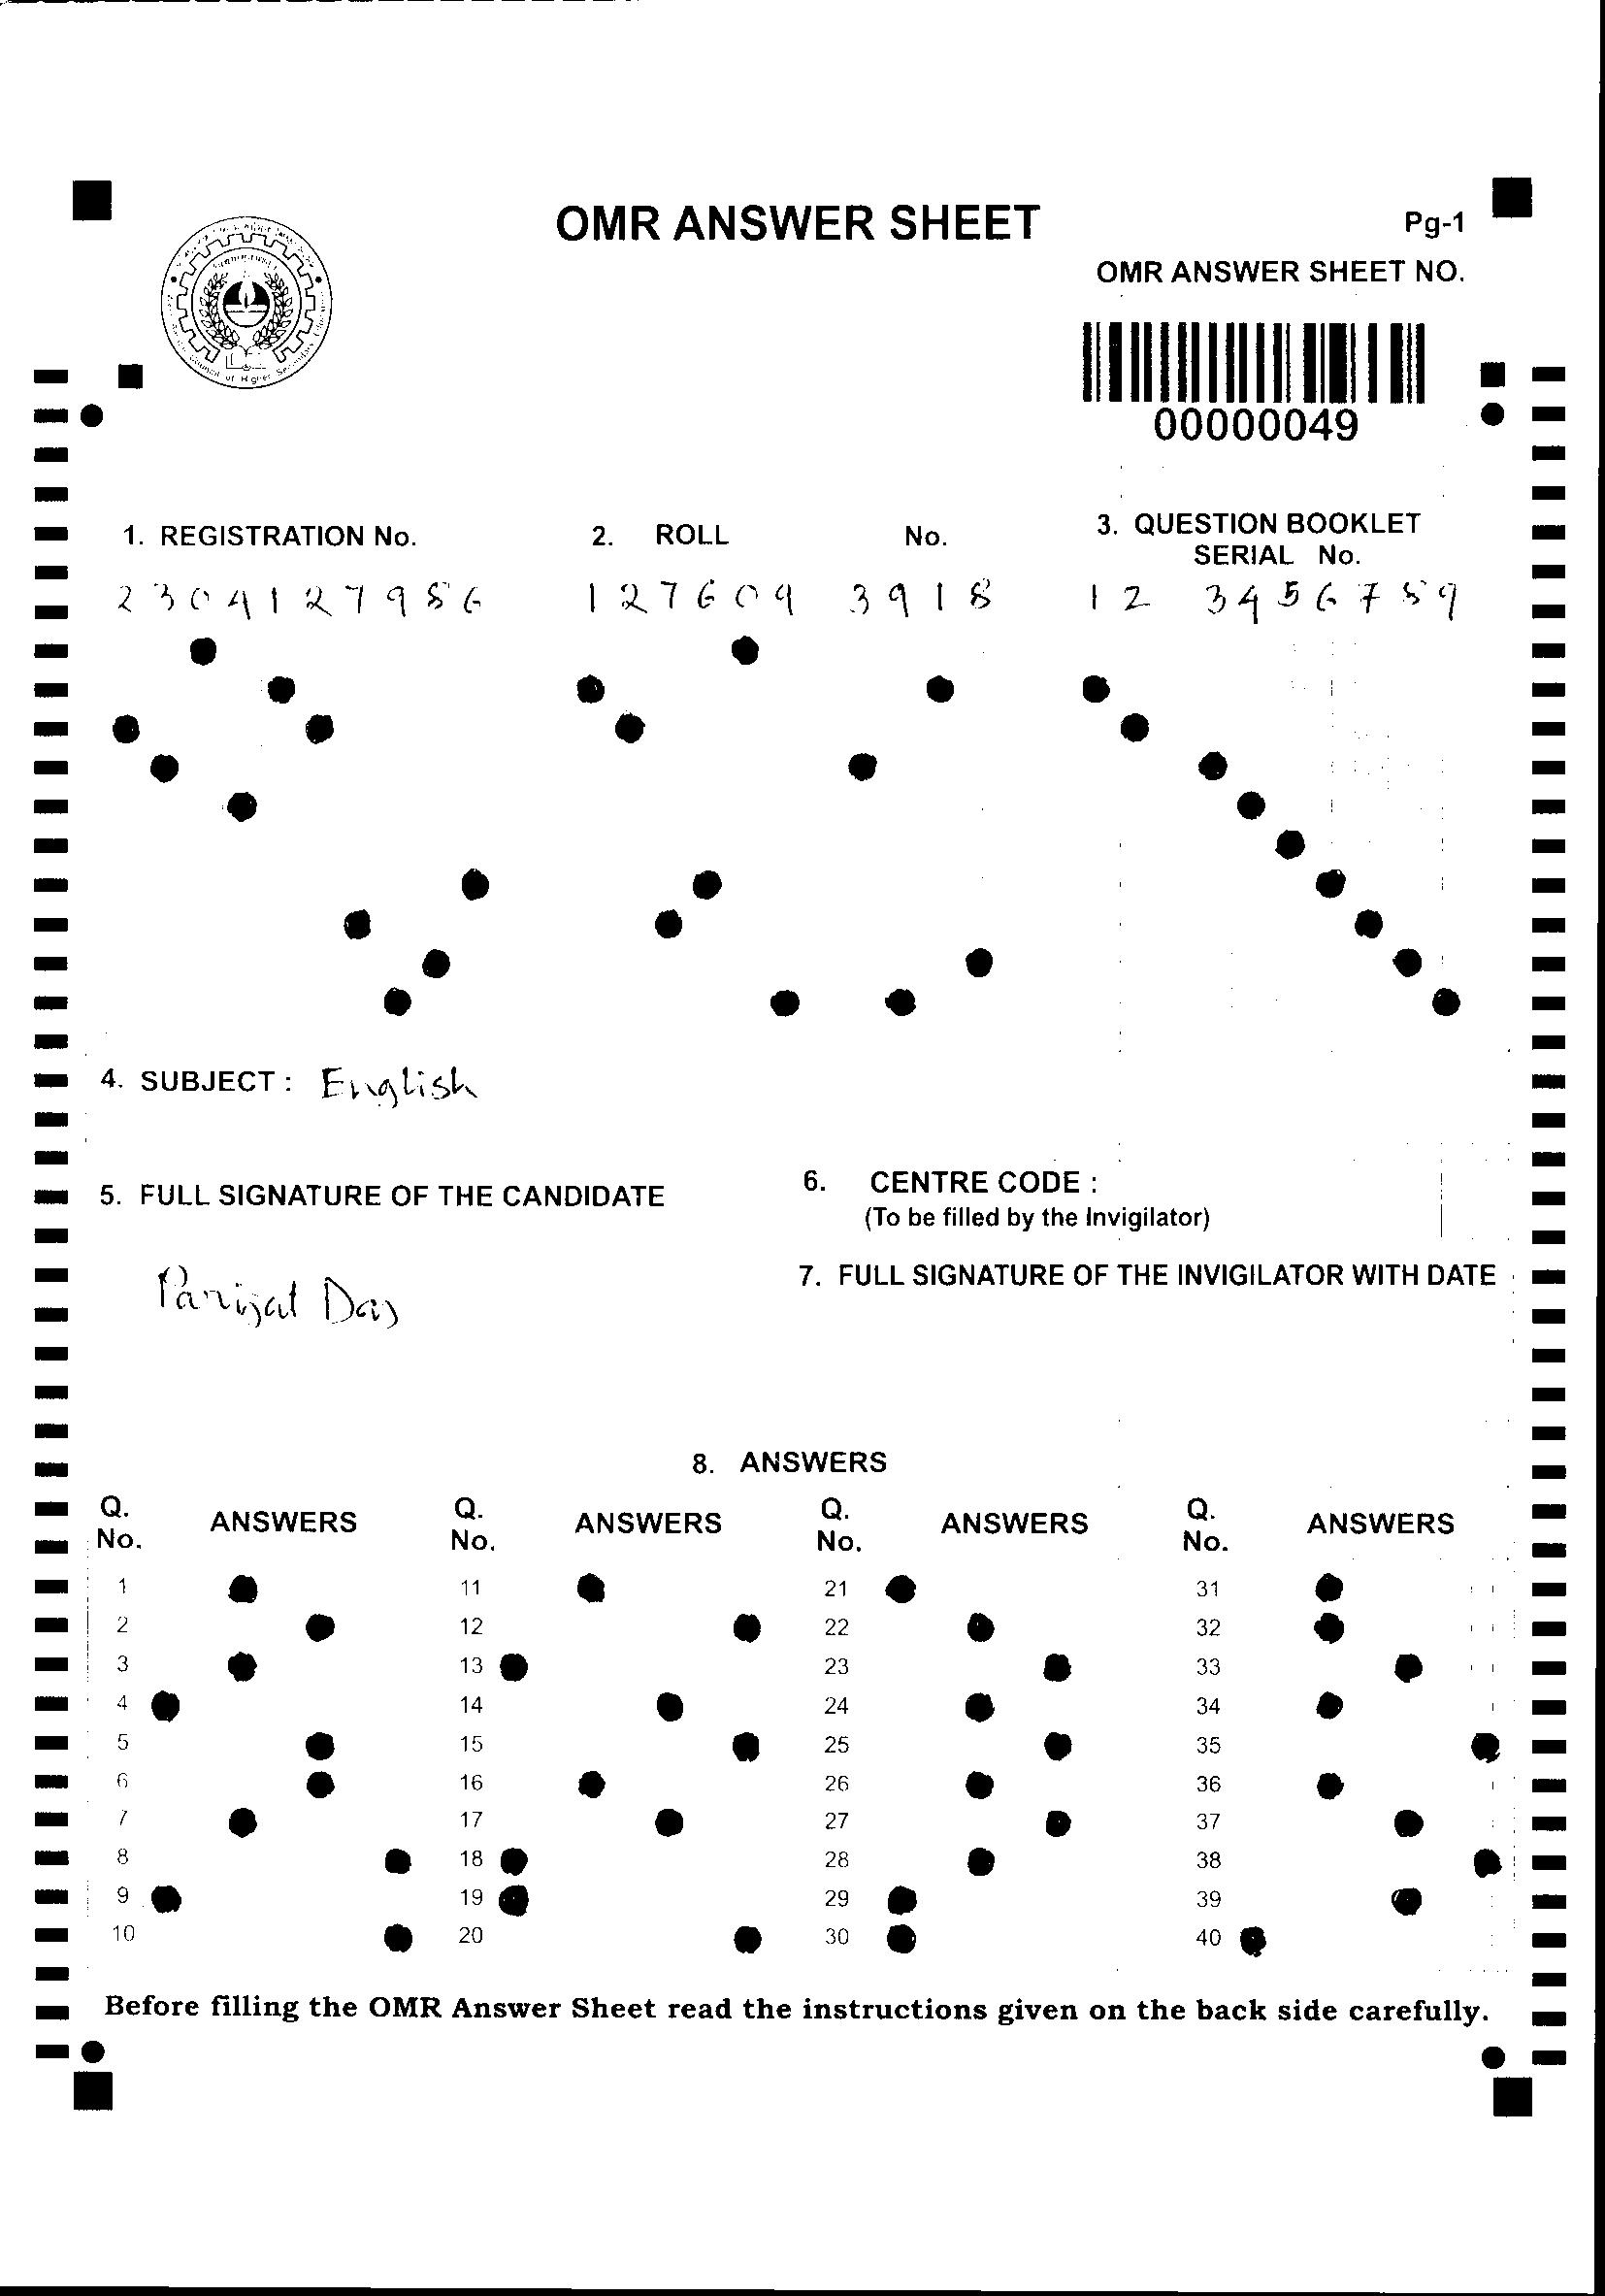 OMR ANSWER SHEET
Pg-1
OMR ANSWER SHEET NO.
00000049
1. REGISTRATION No.
2. ROLL No.
3. QUESTION BOOKLET
SERIAL No.
2304127986
127609 3918
12 3456789
4. SUBJECT : English
5. FULL SIGNATURE OF THE CANDIDATE
6. CENTRE CODE :
(To be filled by the Invigilator)
7. FULL SIGNATURE OF THE INVIGILATOR WITH DATE
Parijat Das
8. ANSWERS
Q. No. ANSWERS Q. No. ANSWERS Q. No. ANSWERS Q. No. ANSWERS
1 11 21 31
2 12 22 32
3 13 23 33
4 14 24 34
5 15 25 35
6 16 26 36
7 17 27 37
8 18 28 38
9 19 29 39
10 20 30 40
Before filling the OMR Answer Sheet read the instructions given on the back side carefully.